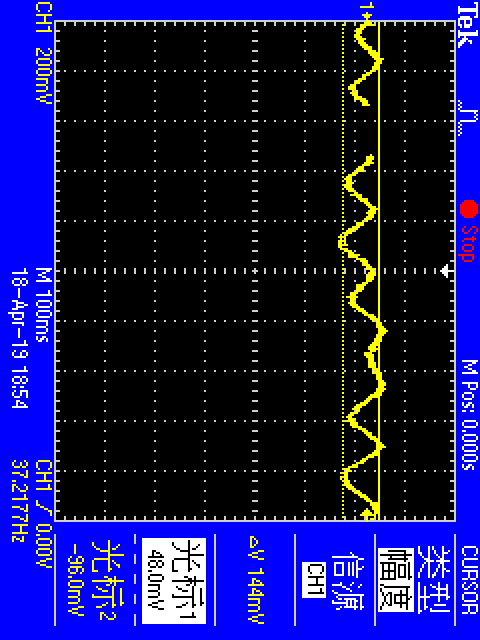 Tek Stop M Pos: 0.000s CURSOR
1
类型
幅度
信源
CH1
△V 144mV
光标1
48.0mV
光标2
-96.0mV
CH1 200mV M 100ms CH1 / 0.00V
18-Apr-19 18:54 37.2177Hz